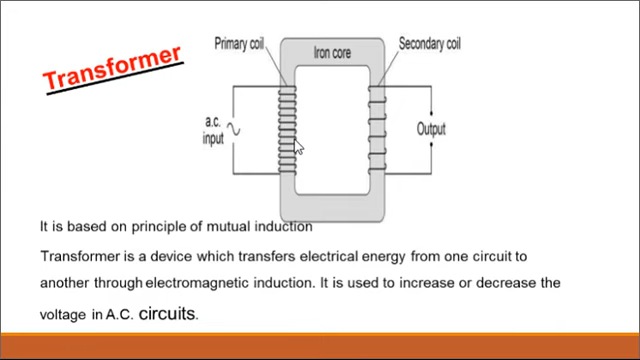 Transformer
Primary coil
Iron core
Secondary coil
a.c.
input
Output
It is based on principle of mutual induction
Transformer is a device which transfers electrical energy from one circuit to
another through electromagnetic induction. It is used to increase or decrease the
voltage in A.C. circuits.